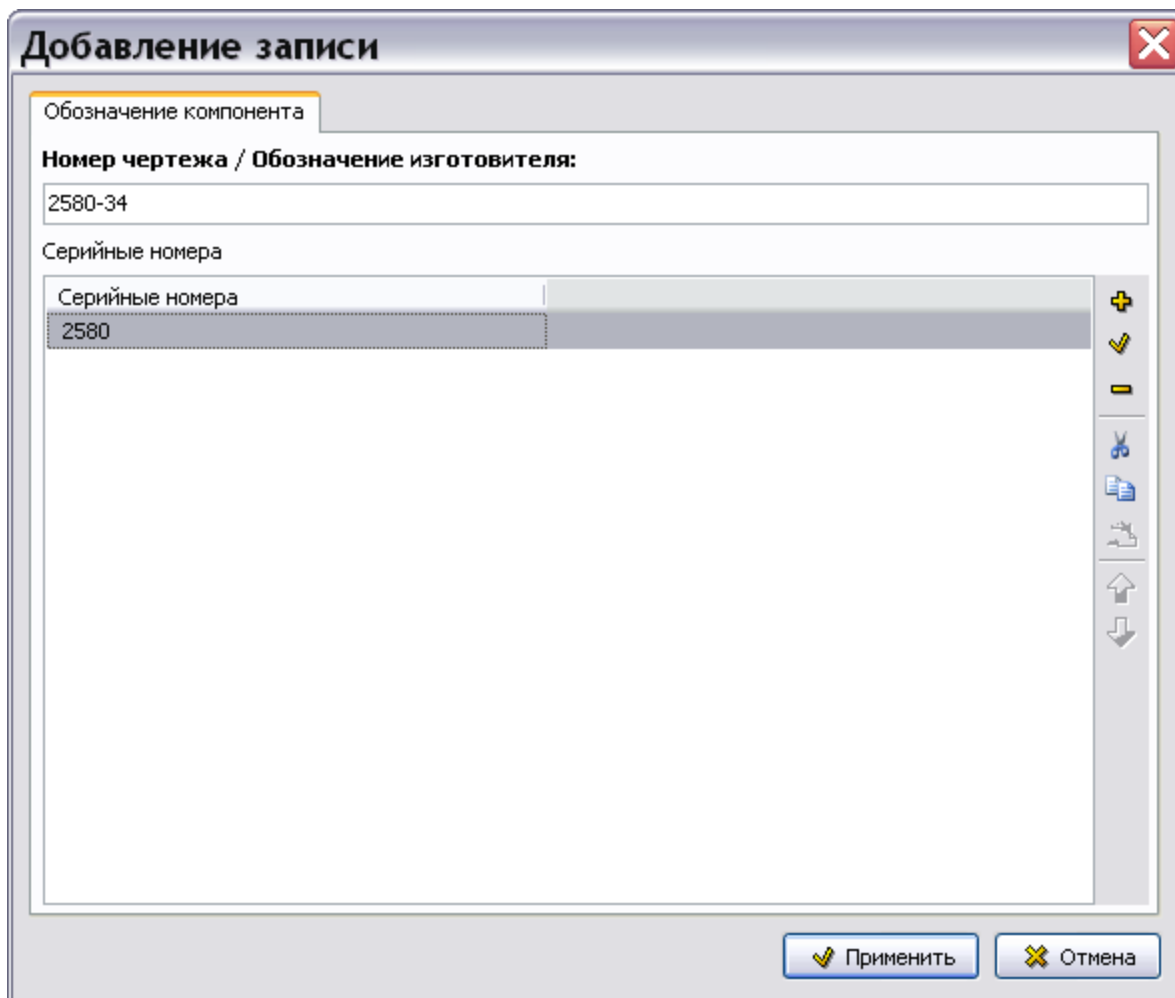 Добавление записи
Обозначение компонента
Номер чертежа / Обозначение изготовителя:
2580-34
Серийные номера
Серийные номера
2580
Применить Отмена